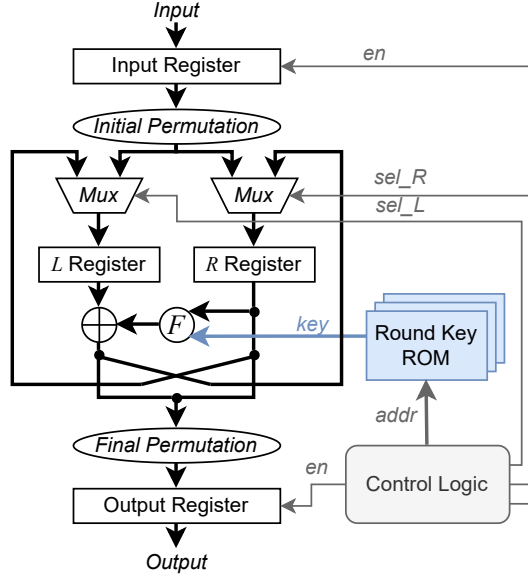 Input
Input Register
en
Initial Permutation
Mux
Mux
sel_R
sel_L
L Register
R Register
F
key
Round Key
ROM
addr
Final Permutation
en
Control Logic
Output Register
Output